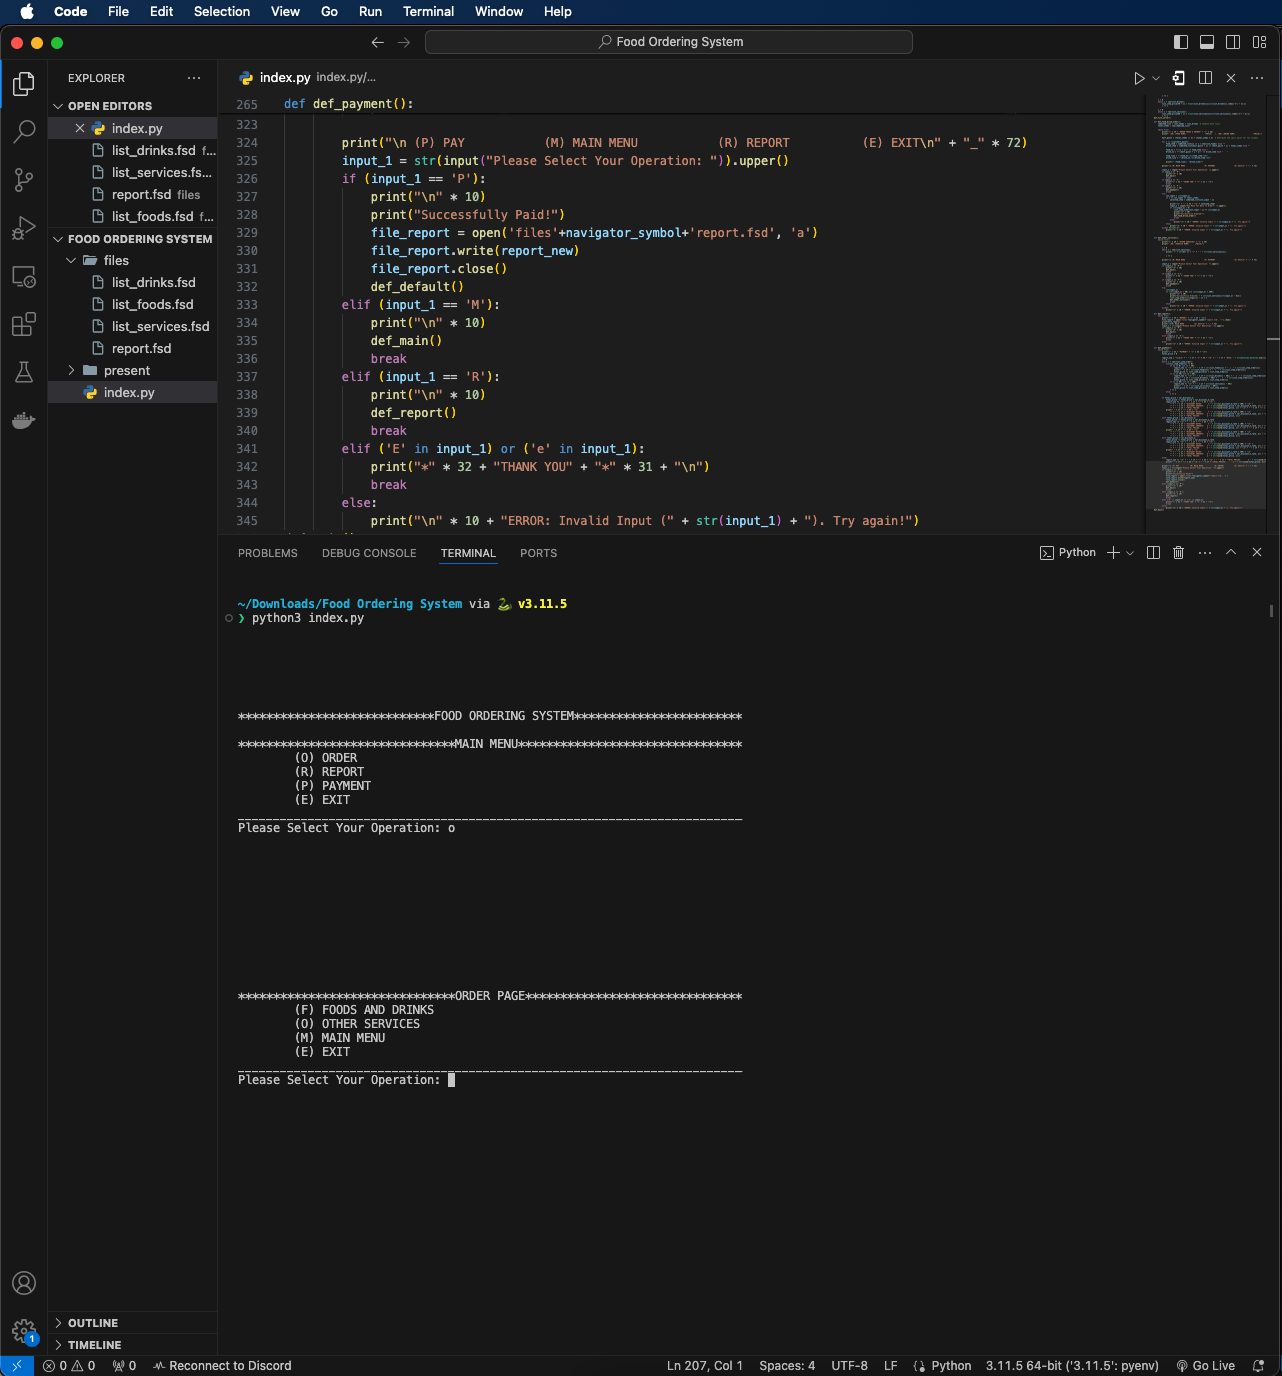 Code File Edit Selection View Go Run Terminal Window Help
Food Ordering System
EXPLORER
OPEN EDITORS
index.py
list_drinks.fsd f...
list_services.fs...
report.fsd files
list_foods.fsd f...
FOOD ORDERING SYSTEM
files
list_drinks.fsd
list_foods.fsd
list_services.fsd
report.fsd
present
index.py
OUTLINE
TIMELINE
index.py index.py/...
265 def def_payment():
323
324 print("\n (P) PAY (M) MAIN MENU (R) REPORT (E) EXIT\n" + "_" * 72)
325 input_1 = str(input("Please Select Your Operation: ")).upper()
326 if (input_1 == 'P'):
327 print("\n" * 10)
328 print("Successfully Paid!")
329 file_report = open('files'+navigator_symbol+'report.fsd', 'a')
330 file_report.write(report_new)
331 file_report.close()
332 def_default()
333 elif (input_1 == 'M'):
334 print("\n" * 10)
335 def_main()
336 break
337 elif (input_1 == 'R'):
338 print("\n" * 10)
339 def_report()
340 break
341 elif ('E' in input_1) or ('e' in input_1):
342 print("*" * 32 + "THANK YOU" + "*" * 31 + "\n")
343 break
344 else:
345 print("\n" * 10 + "ERROR: Invalid Input (" + str(input_1) + "). Try again!")
PROBLEMS DEBUG CONSOLE TERMINAL PORTS
Python
~/Downloads/Food Ordering System via 🐍 v3.11.5
❯ python3 index.py
****************************FOOD ORDERING SYSTEM************************
*******************************MAIN MENU********************************
(O) ORDER
(R) REPORT
(P) PAYMENT
(E) EXIT
________________________________________________________________________
Please Select Your Operation: o
*******************************ORDER PAGE*******************************
(F) FOODS AND DRINKS
(O) OTHER SERVICES
(M) MAIN MENU
(E) EXIT
________________________________________________________________________
Please Select Your Operation:
1
0 0 0 Reconnect to Discord Ln 207, Col 1 Spaces: 4 UTF-8 LF Python 3.11.5 64-bit ('3.11.5': pyenv) Go Live